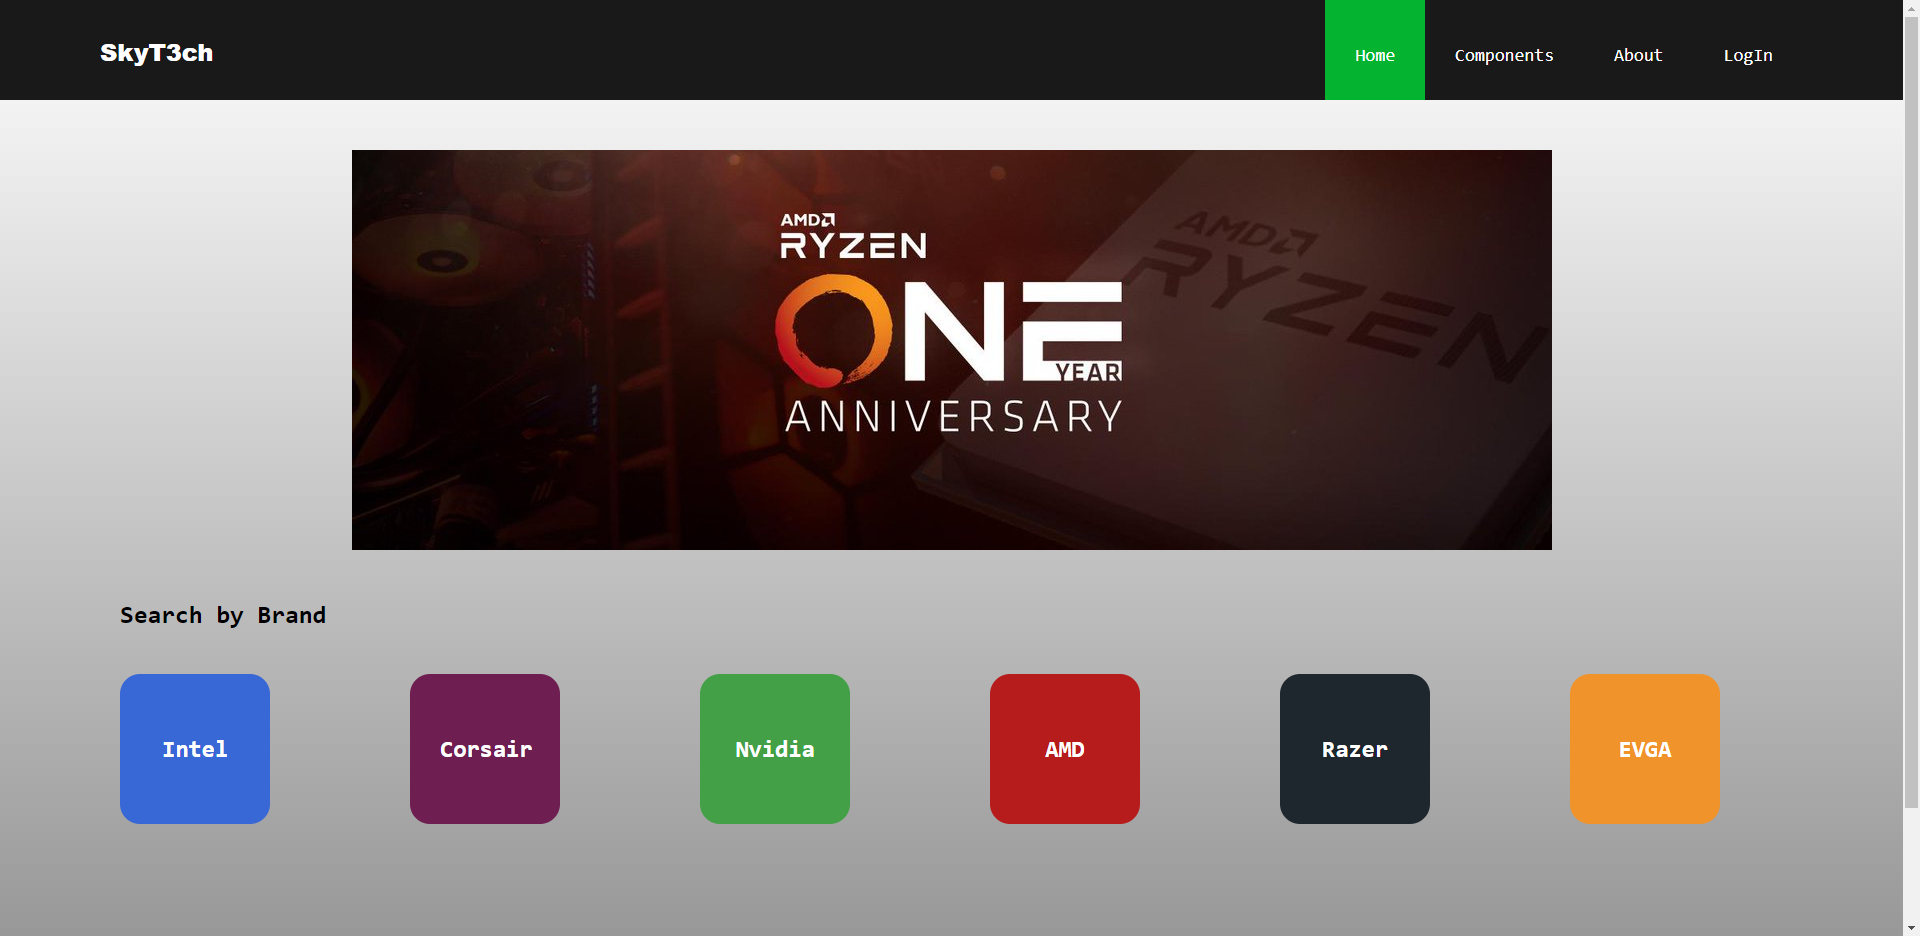 SkyT3ch
Home Components About LogIn
AMD
RYZEN
ONE
YEAR
ANNIVERSARY
AMD
RYZEN
Search by Brand
Intel Corsair Nvidia AMD Razer EVGA